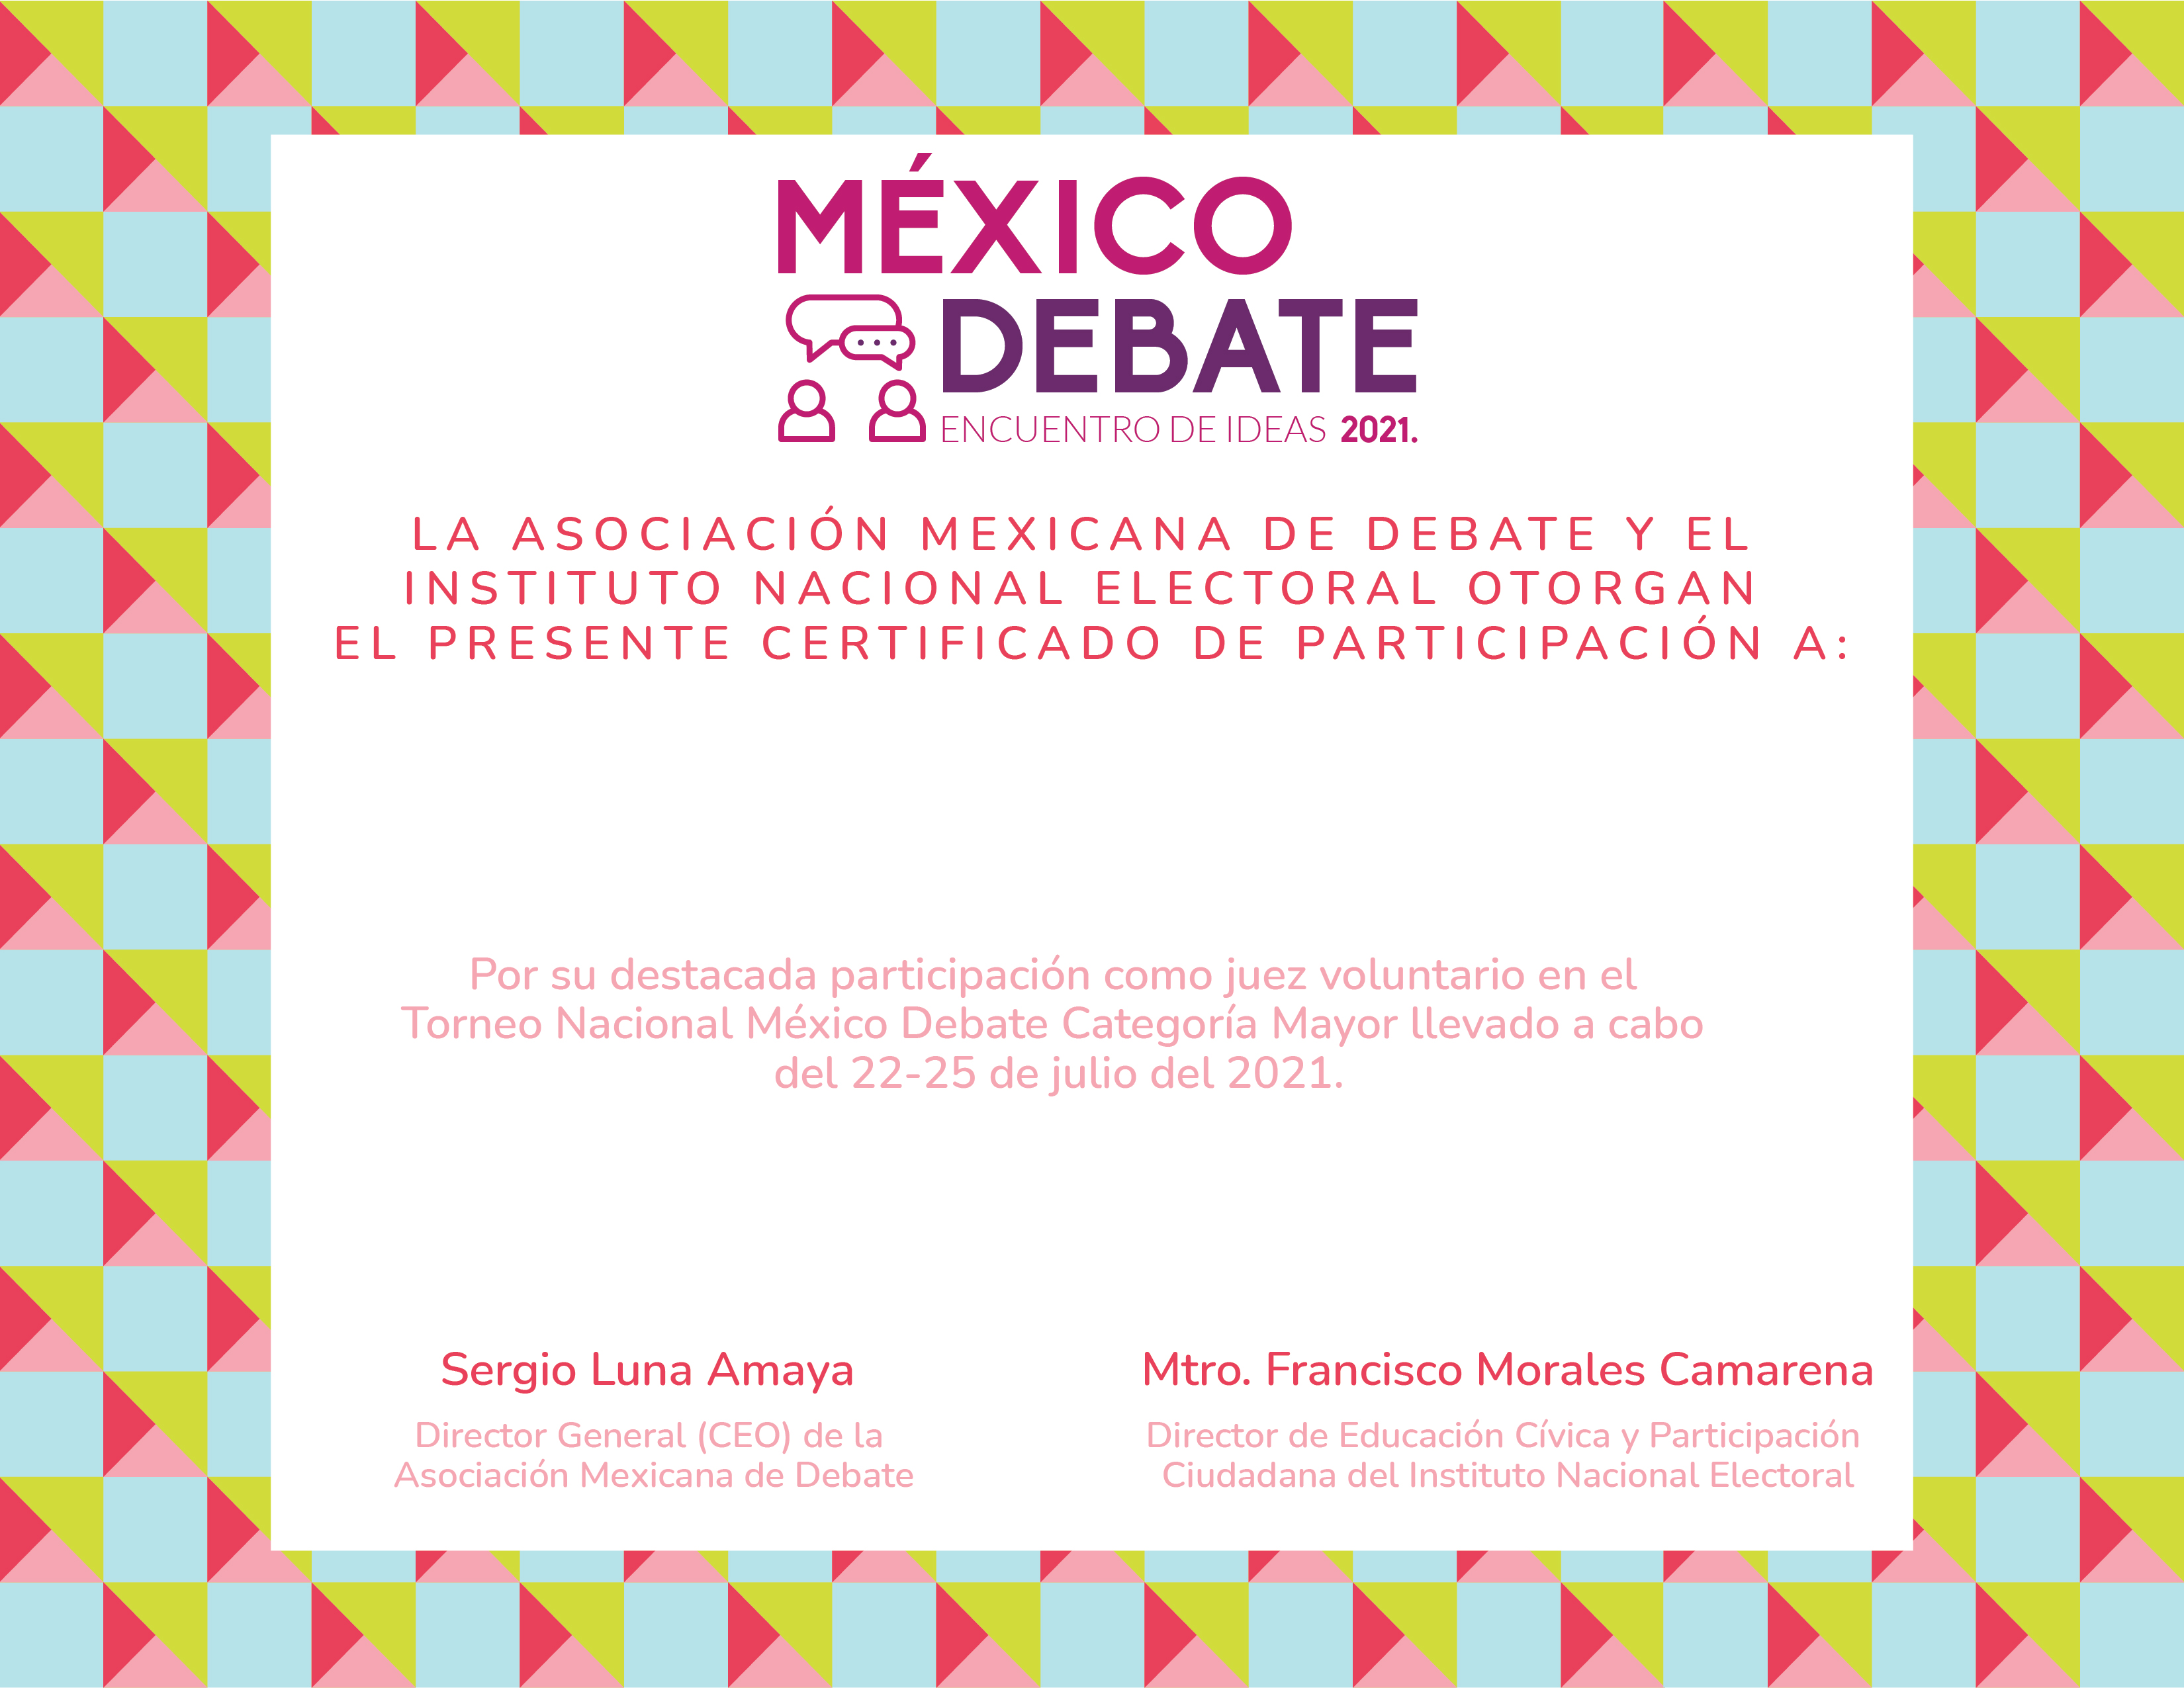 MÉXICO
DEBATE
ENCUENTRO DE IDEAS 2021.
LA ASOCIACIÓN MEXICANA DE DEBATE Y EL
INSTITUTO NACIONAL ELECTORAL OTORGAN
EL PRESENTE CERTIFICADO DE PARTICIPACIÓN A:
Por su destacada participación como juez voluntario en el
Torneo Nacional México Debate Categoría Mayor llevado a cabo
del 22-25 de julio del 2021.
Sergio Luna Amaya
Director General (CEO) de la
Asociación Mexicana de Debate
Mtro. Francisco Morales Camarena
Director de Educación Cívica y Participación
Ciudadana del Instituto Nacional Electoral